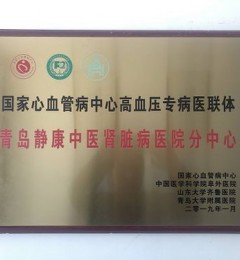 国家心血管病中心高血压专病医联体
青岛静康中医肾脏病医院分中心
国家心血管病中心
中国医学科学院阜外医院
山东大学齐鲁医院
青岛大学附属医院
二零一九年一月